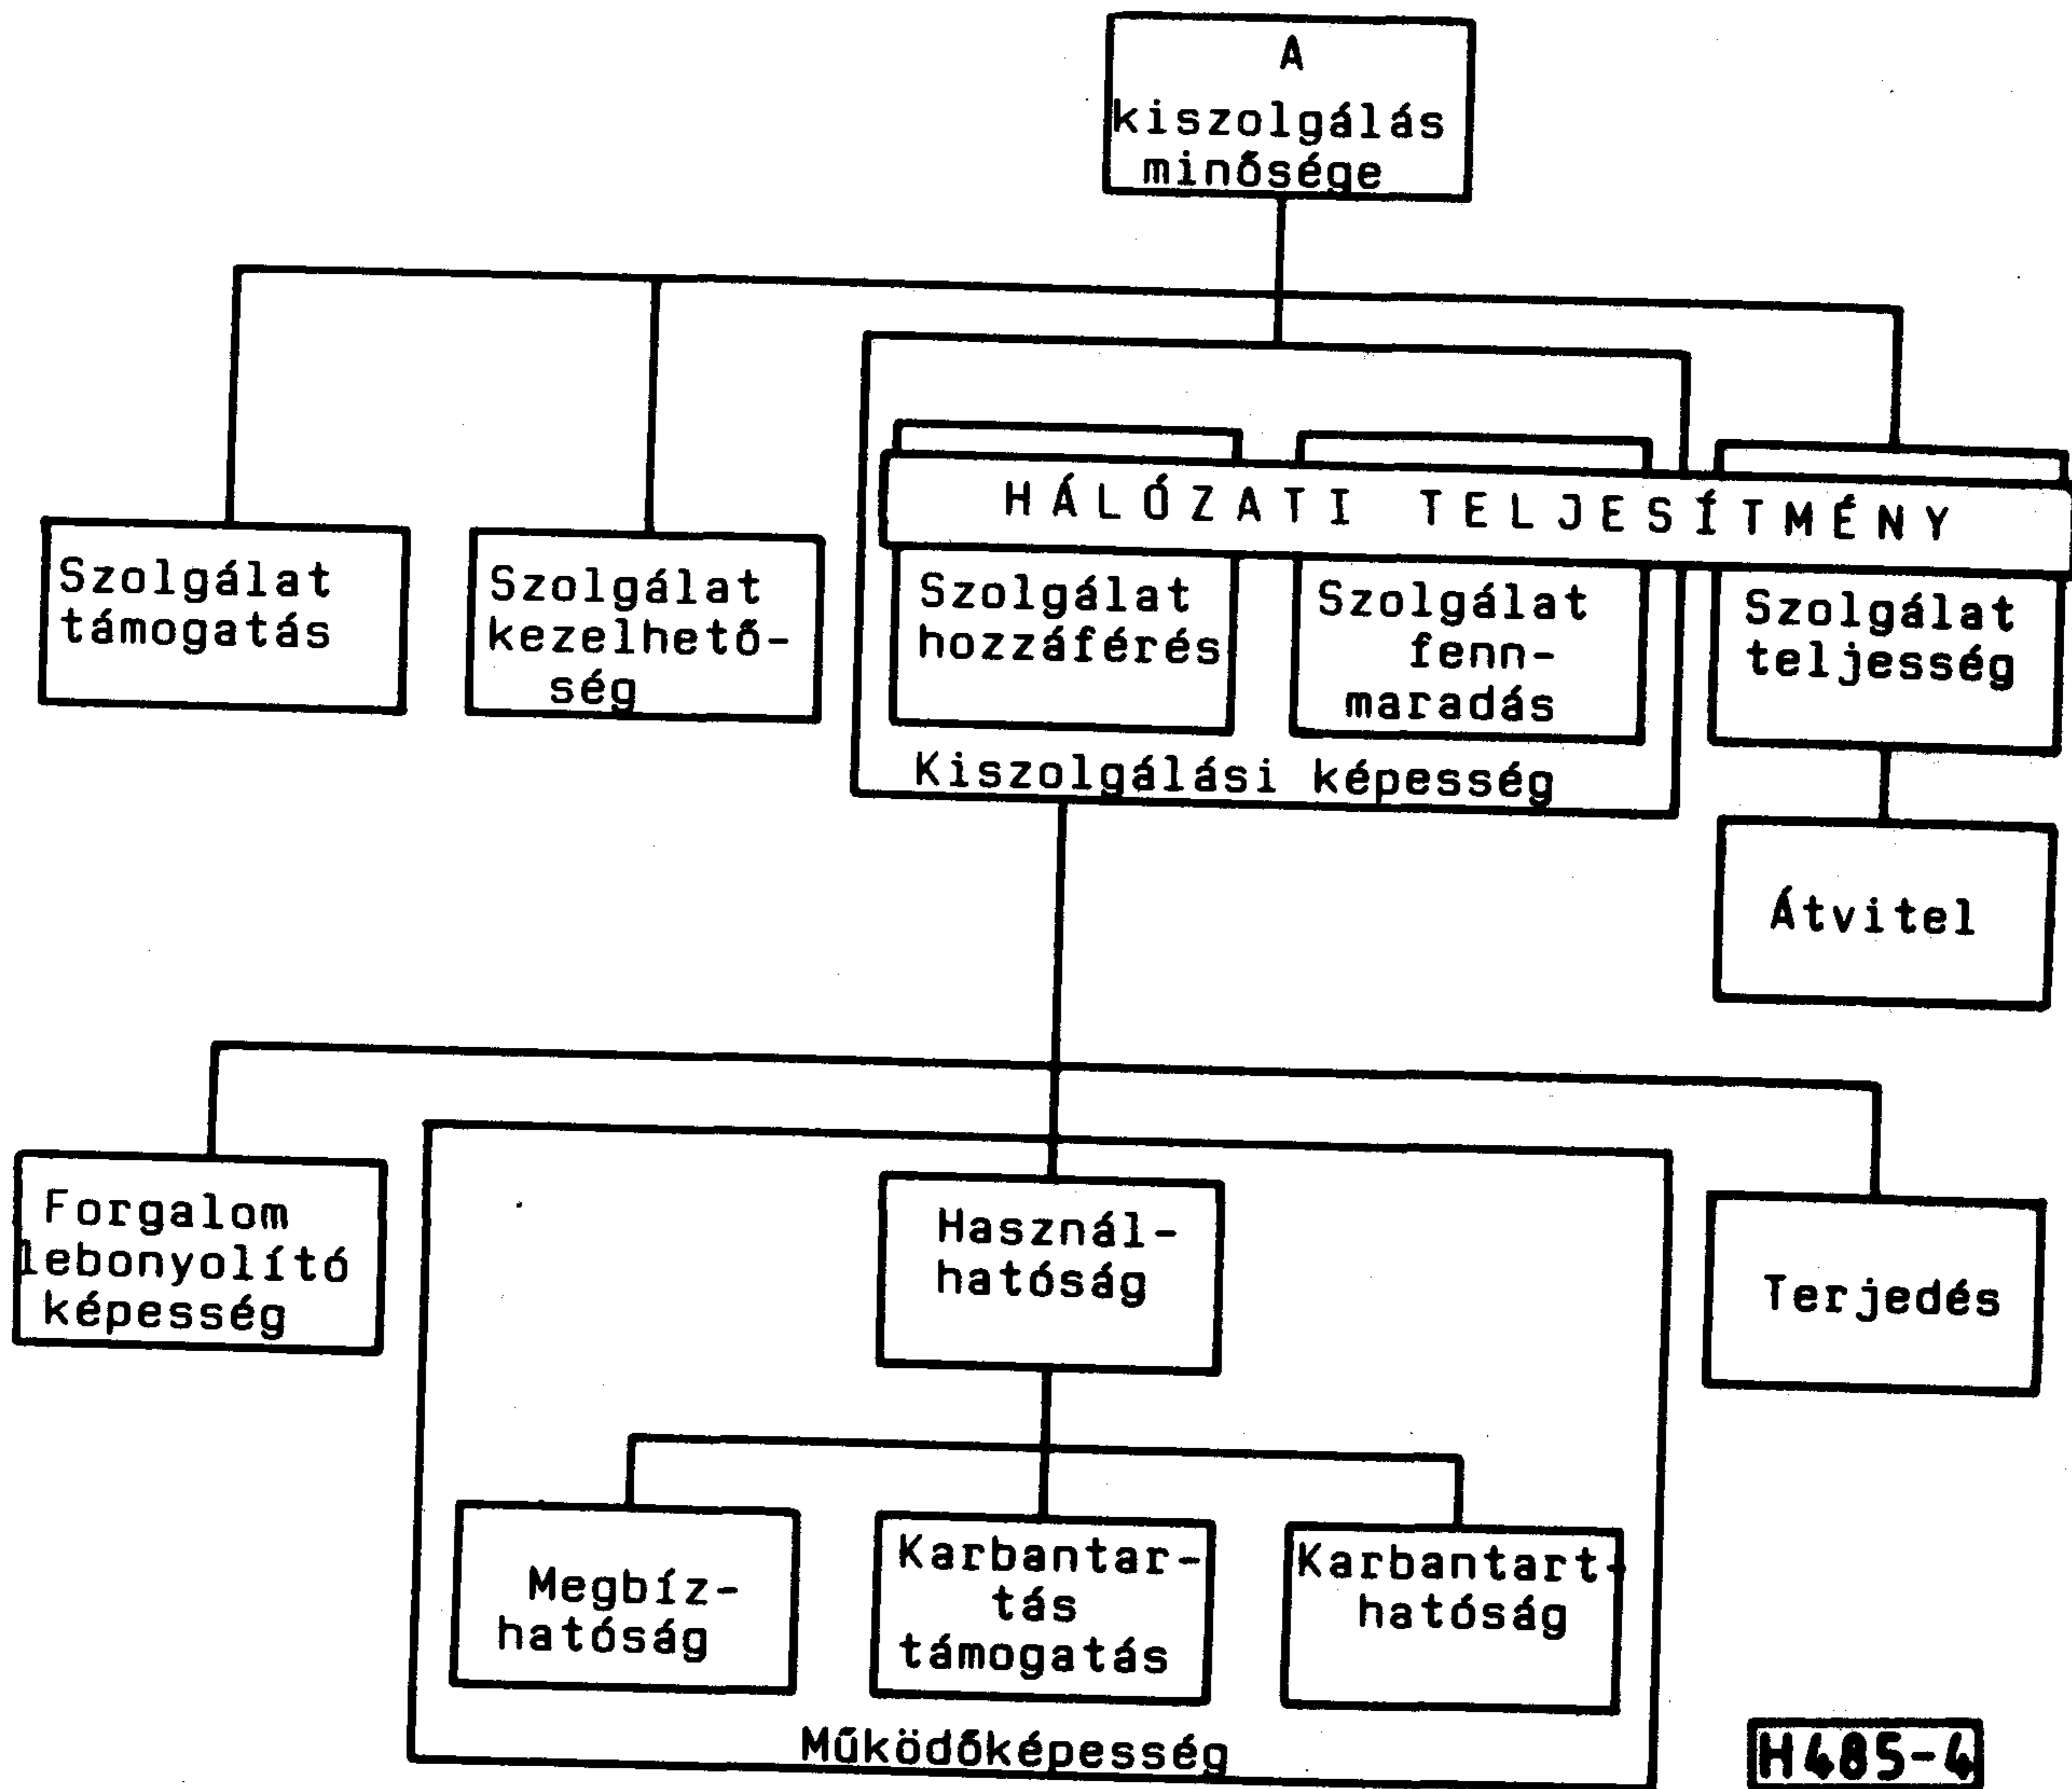 A
kiszolgálás
minősége
HÁLÓZATI TELJESÍTMÉNY
Szolgálat
támogatás
Szolgálat
kezelhető-
ség
Szolgálat
hozzáférés
Szolgálat
fenn-
maradás
Szolgálat
teljesség
Kiszolgálási képesség
Átvitel
Forgalom
lebonyolító
képesség
Használ-
hatóság
Terjedés
Megbíz-
hatóság
Karbantar-
tás
támogatás
Karbantart-
hatóság
Működőképesség
H485-4